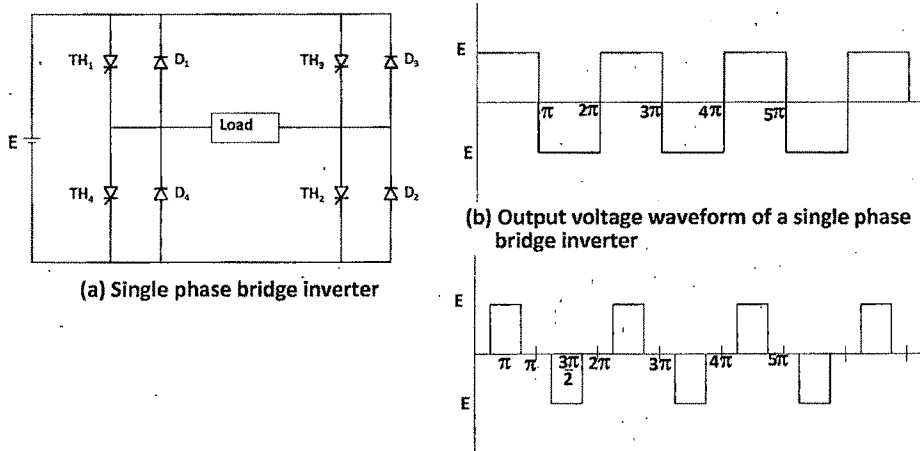 TH₁ D₁ TH₃ D₃
E Load
TH₄ D₄ TH₂ D₂
(a) Single phase bridge inverter
E
π 2π 3π 4π 5π
E
(b) Output voltage waveform of a single phase
bridge inverter
E
π π 3π/2 2π 3π 4π 5π
E